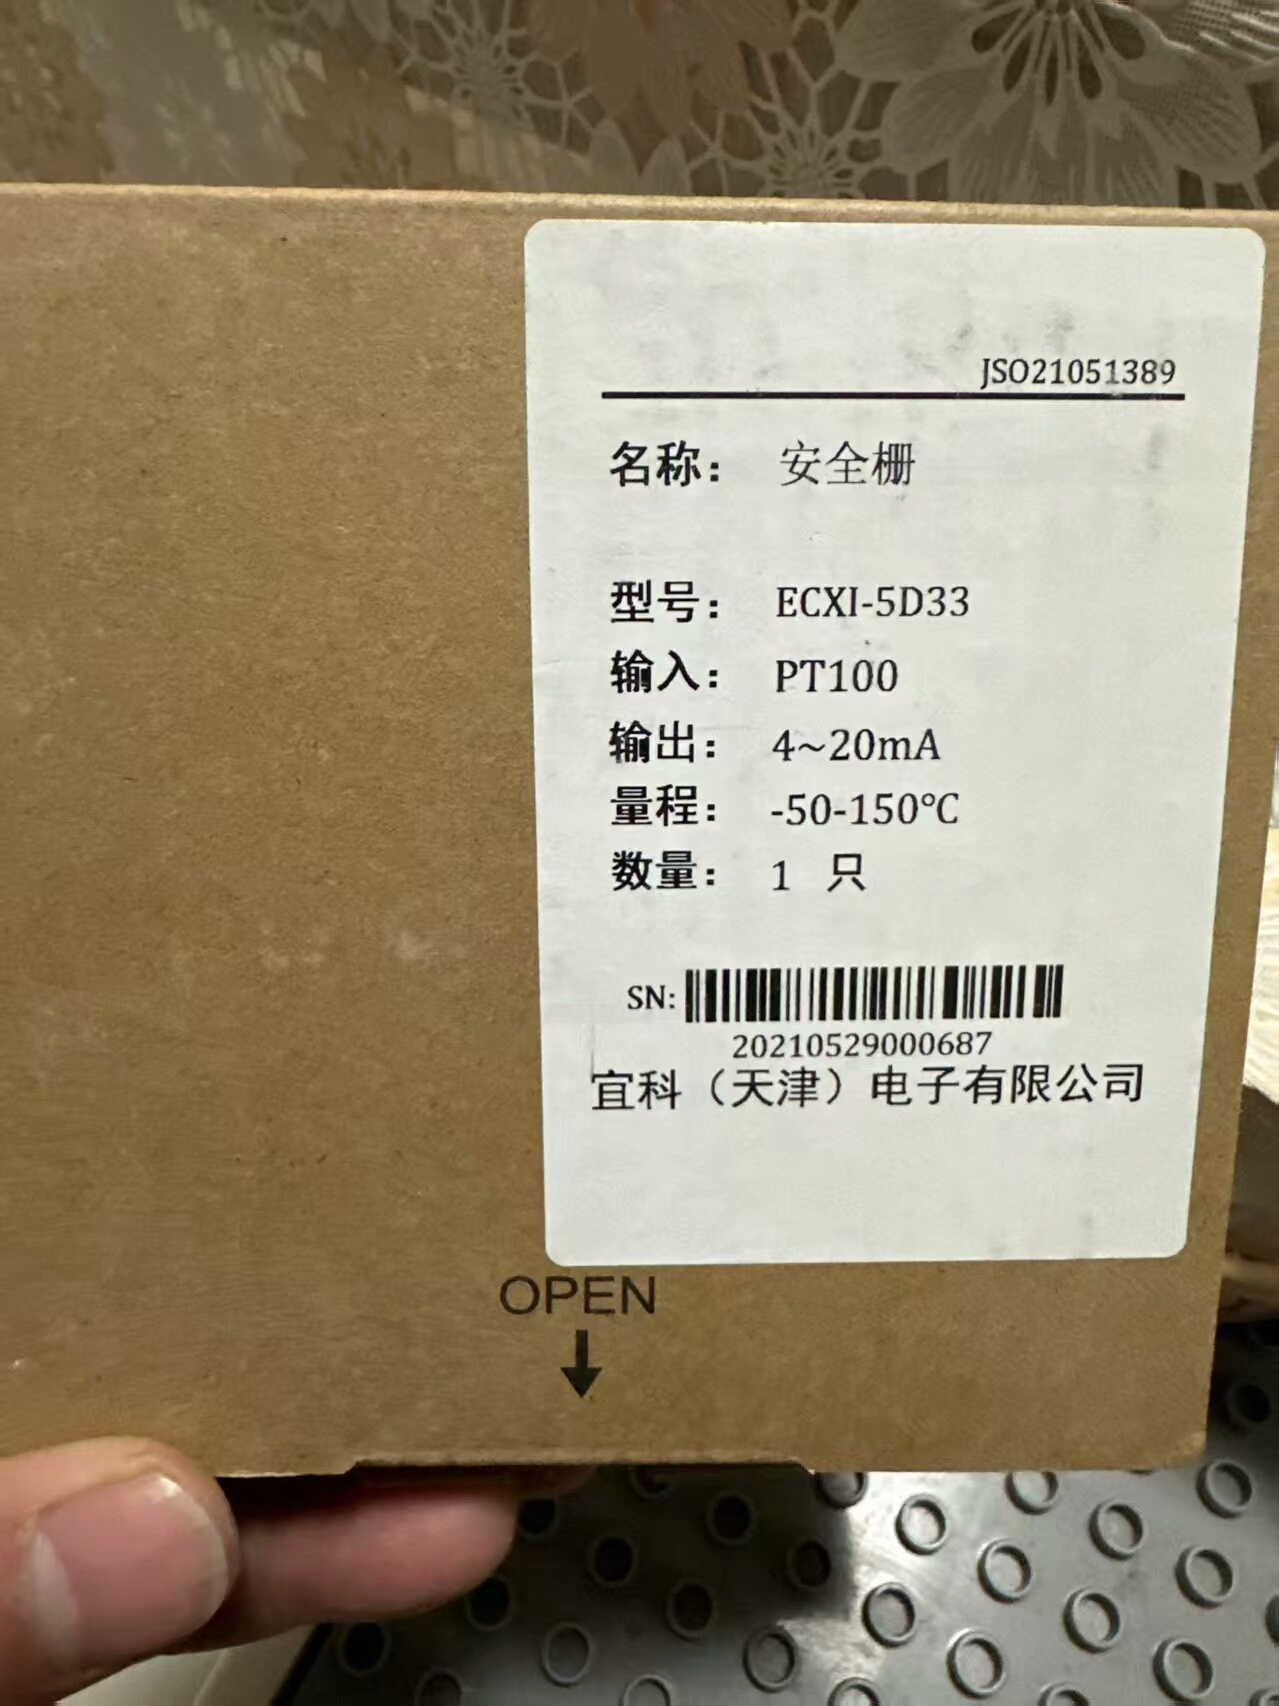 JSO21051389
名称： 安全栅
型号： ECXI-5D33
输入： PT100
输出： 4~20mA
量程： -50-150℃
数量： 1 只
SN:
20210529000687
宜科（天津）电子有限公司
OPEN